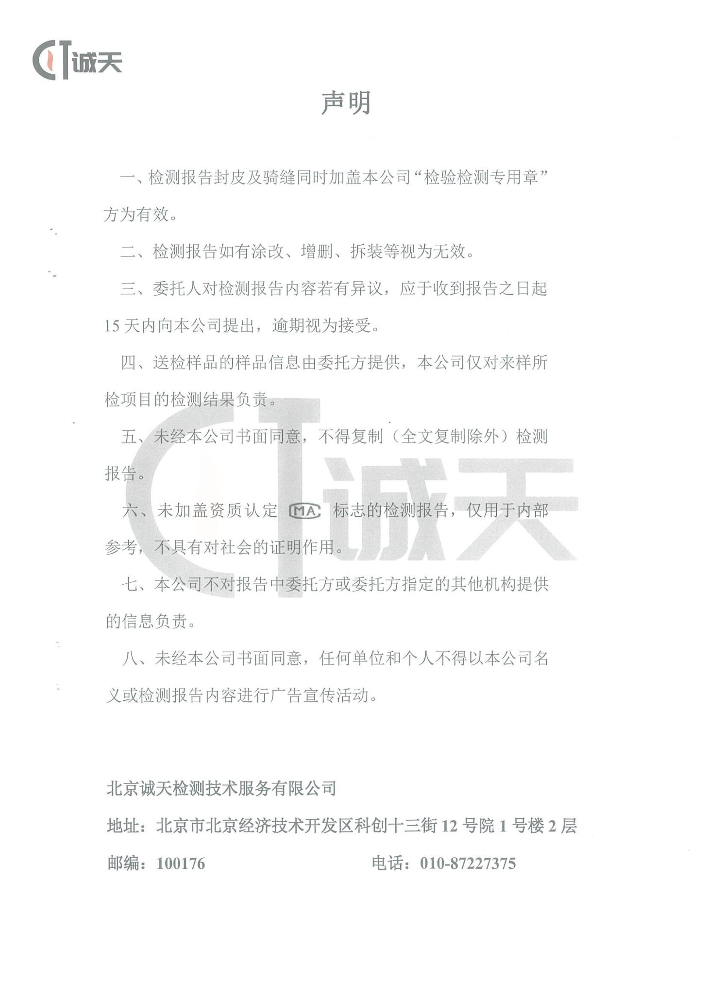 CT诚天
声明
一、检测报告封皮及骑缝同时加盖本公司“检验检测专用章”
方为有效。
二、检测报告如有涂改、增删、拆装等视为无效。
三、委托人对检测报告内容若有异议，应于收到报告之日起
15 天内向本公司提出，逾期视为接受。
四、送检样品的样品信息由委托方提供，本公司仅对来样所
检项目的检测结果负责。
五、未经本公司书面同意，不得复制（全文复制除外）检测
报告。
六、未加盖资质认定 MA 标志的检测报告，仅用于内部
参考，不具有对社会的证明作用。
七、本公司不对报告中委托方或委托方指定的其他机构提供
的信息负责。
八、未经本公司书面同意，任何单位和个人不得以本公司名
义或检测报告内容进行广告宣传活动。
CT诚天
北京诚天检测技术服务有限公司
地址：北京市北京经济技术开发区科创十三街 12 号院 1 号楼 2 层
邮编：100176 电话：010-87227375